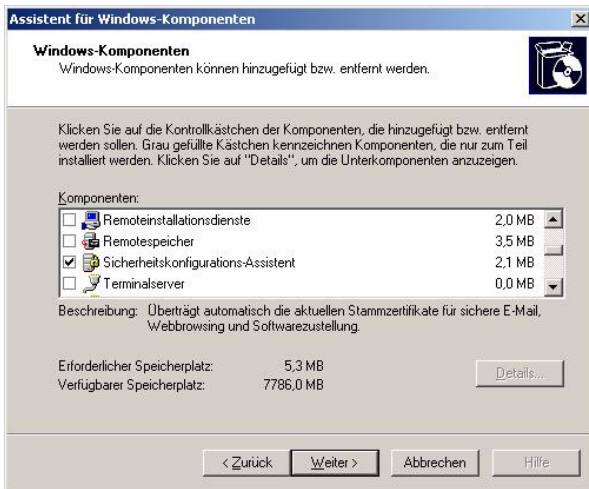 Assistent für Windows-Komponenten
Windows-Komponenten
Windows-Komponenten können hinzugefügt bzw. entfernt werden.
Klicken Sie auf die Kontrollkästchen der Komponenten, die hinzugefügt bzw. entfernt
werden sollen. Grau gefüllte Kästchen kennzeichnen Komponenten, die nur zum Teil
installiert werden. Klicken Sie auf "Details", um die Unterkomponenten anzuzeigen.
Komponenten:
Remoteinstallationsdienste 2,0 MB
Remotespeicher 3,5 MB
Sicherheitskonfigurations-Assistent 2,1 MB
Terminalserver 0,0 MB
Beschreibung: Überträgt automatisch die aktuellen Stammzertifikate für sichere E-Mail,
Webbrowsing und Softwarezustellung.
Erforderlicher Speicherplatz: 5,3 MB
Verfügbarer Speicherplatz: 7786,0 MB
Details...
< Zurück Weiter > Abbrechen Hilfe